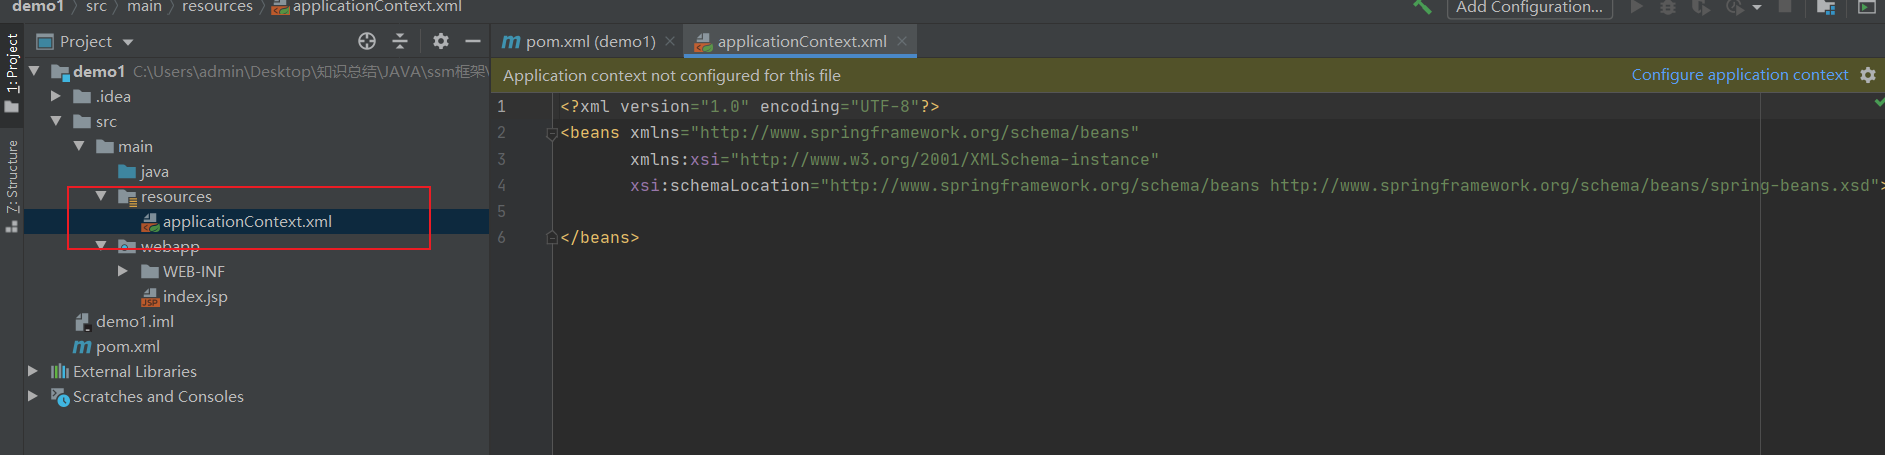 demo1 〉 src 〉 main 〉 resources 〉 applicationContext.xml
Add Configuration...
1: Project
Z: Structure
Project
demo1 C:\Users\admin\Desktop\知识总结\JAVA\ssm框架\
.idea
src
main
java
resources
applicationContext.xml
webapp
WEB-INF
JSP index.jsp
demo1.iml
m pom.xml
External Libraries
Scratches and Consoles
m pom.xml (demo1)
applicationContext.xml
Application context not configured for this file
Configure application context
1 <?xml version="1.0" encoding="UTF-8"?>
2 <beans xmlns="http://www.springframework.org/schema/beans"
3 xmlns:xsi="http://www.w3.org/2001/XMLSchema-instance"
4 xsi:schemaLocation="http://www.springframework.org/schema/beans http://www.springframework.org/schema/beans/spring-beans.xsd">
5
6 </beans>